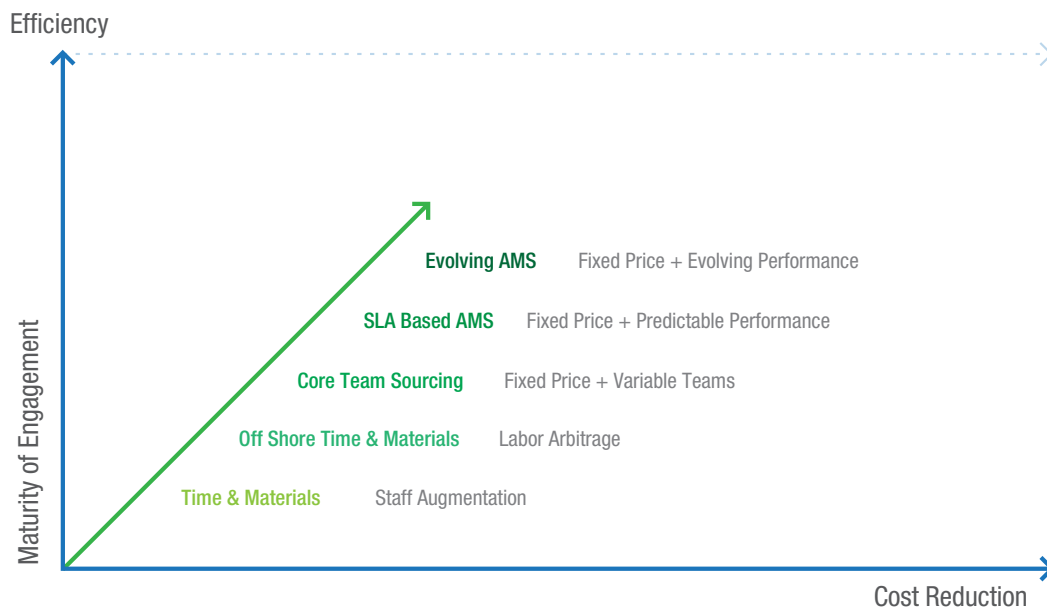 Efficiency
Evolving AMS Fixed Price + Evolving Performance
SLA Based AMS Fixed Price + Predictable Performance
Core Team Sourcing Fixed Price + Variable Teams
Off Shore Time & Materials Labor Arbitrage
Time & Materials Staff Augmentation
Maturity of Engagement
Cost Reduction